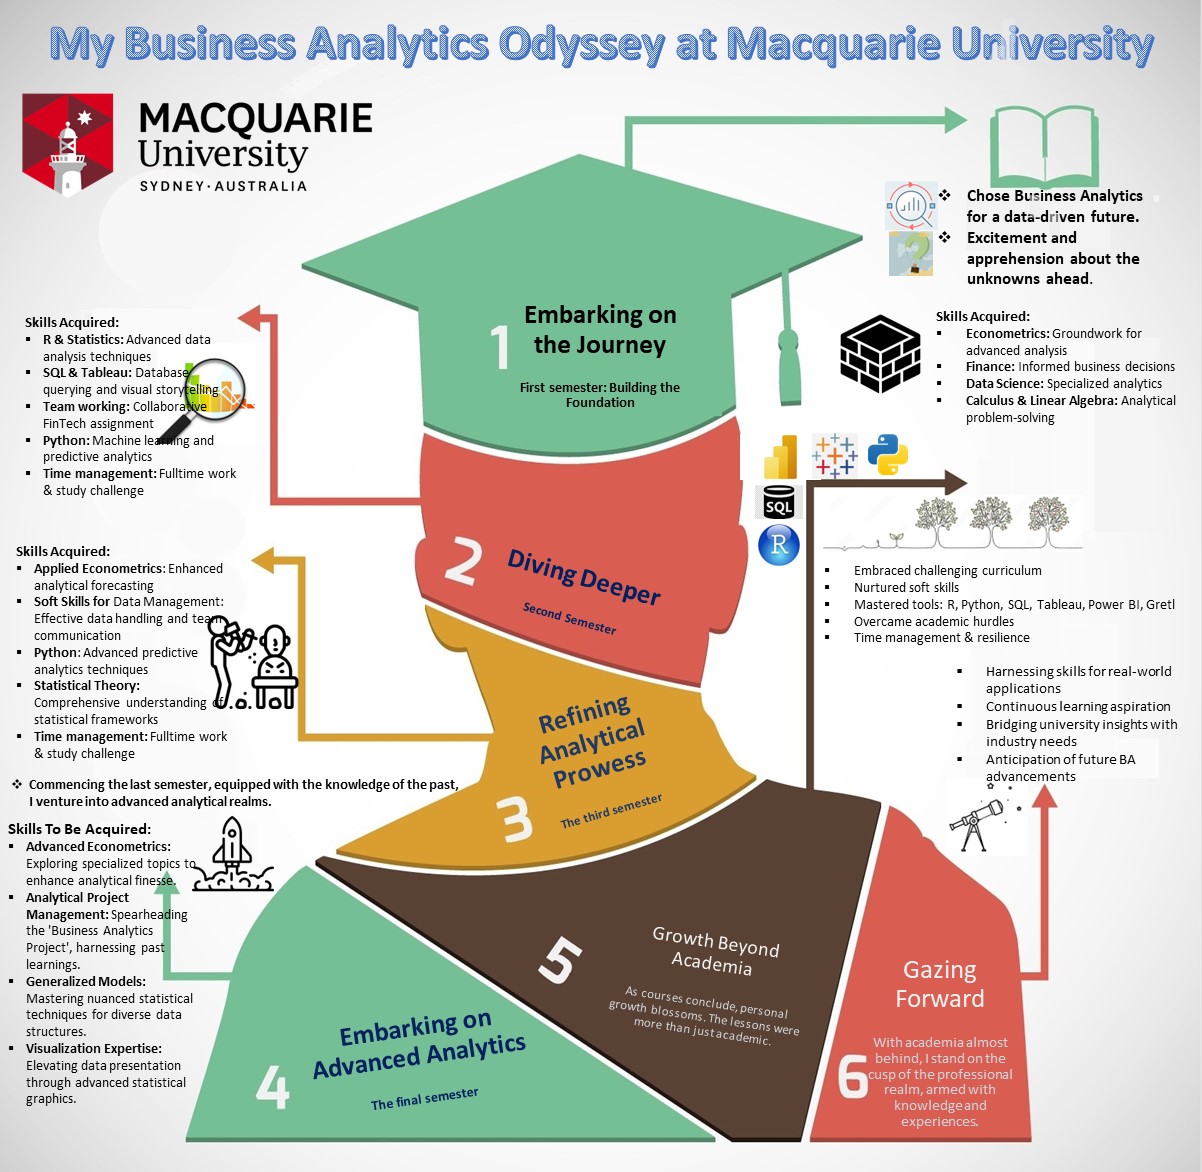 My Business Analytics Odyssey at Macquarie University
MACQUARIE
University
SYDNEY·AUSTRALIA
❖ Chose Business Analytics
for a data-driven future.
❖ Excitement and
apprehension about the
unknowns ahead.
1
Embarking on
the Journey
First semester: Building the
Foundation
Skills Acquired:
▪ Econometrics: Groundwork for
advanced analysis
▪ Finance: Informed business decisions
▪ Data Science: Specialized analytics
▪ Calculus & Linear Algebra: Analytical
problem-solving
Skills Acquired:
▪ R & Statistics: Advanced data
analysis techniques
▪ SQL & Tableau: Database
querying and visual storytelling
▪ Team working: Collaborative
FinTech assignment
▪ Python: Machine learning and
predictive analytics
▪ Time management: Fulltime work
& study challenge
2
Diving Deeper
Second Semester
SQL
R
Skills Acquired:
▪ Applied Econometrics: Enhanced
analytical forecasting
▪ Soft Skills for Data Management:
Effective data handling and team
communication
▪ Python: Advanced predictive
analytics techniques
▪ Statistical Theory:
Comprehensive understanding of
statistical frameworks
▪ Time management: Fulltime work
& study challenge
3
Refining
Analytical
Prowess
The third semester
▪ Embraced challenging curriculum
▪ Nurtured soft skills
▪ Mastered tools: R, Python, SQL, Tableau, Power BI, Gretl
▪ Overcame academic hurdles
▪ Time management & resilience
▪ Harnessing skills for real-world
applications
▪ Continuous learning aspiration
▪ Bridging university insights with
industry needs
▪ Anticipation of future BA
advancements
❖ Commencing the last semester, equipped with the knowledge of the past,
I venture into advanced analytical realms.
Skills To Be Acquired:
▪ Advanced Econometrics:
Exploring specialized topics to
enhance analytical finesse.
▪ Analytical Project
Management: Spearheading
the 'Business Analytics
Project', harnessing past
learnings.
▪ Generalized Models:
Mastering nuanced statistical
techniques for diverse data
structures.
▪ Visualization Expertise:
Elevating data presentation
through advanced statistical
graphics.
4
Embarking on
Advanced Analytics
The final semester
5
Growth Beyond
Academia
As courses conclude, personal
growth blossoms. The lessons were
more than just academic.
6
Gazing
Forward
With academia almost
behind, I stand on the
cusp of the professional
realm, armed with
knowledge and
experiences.